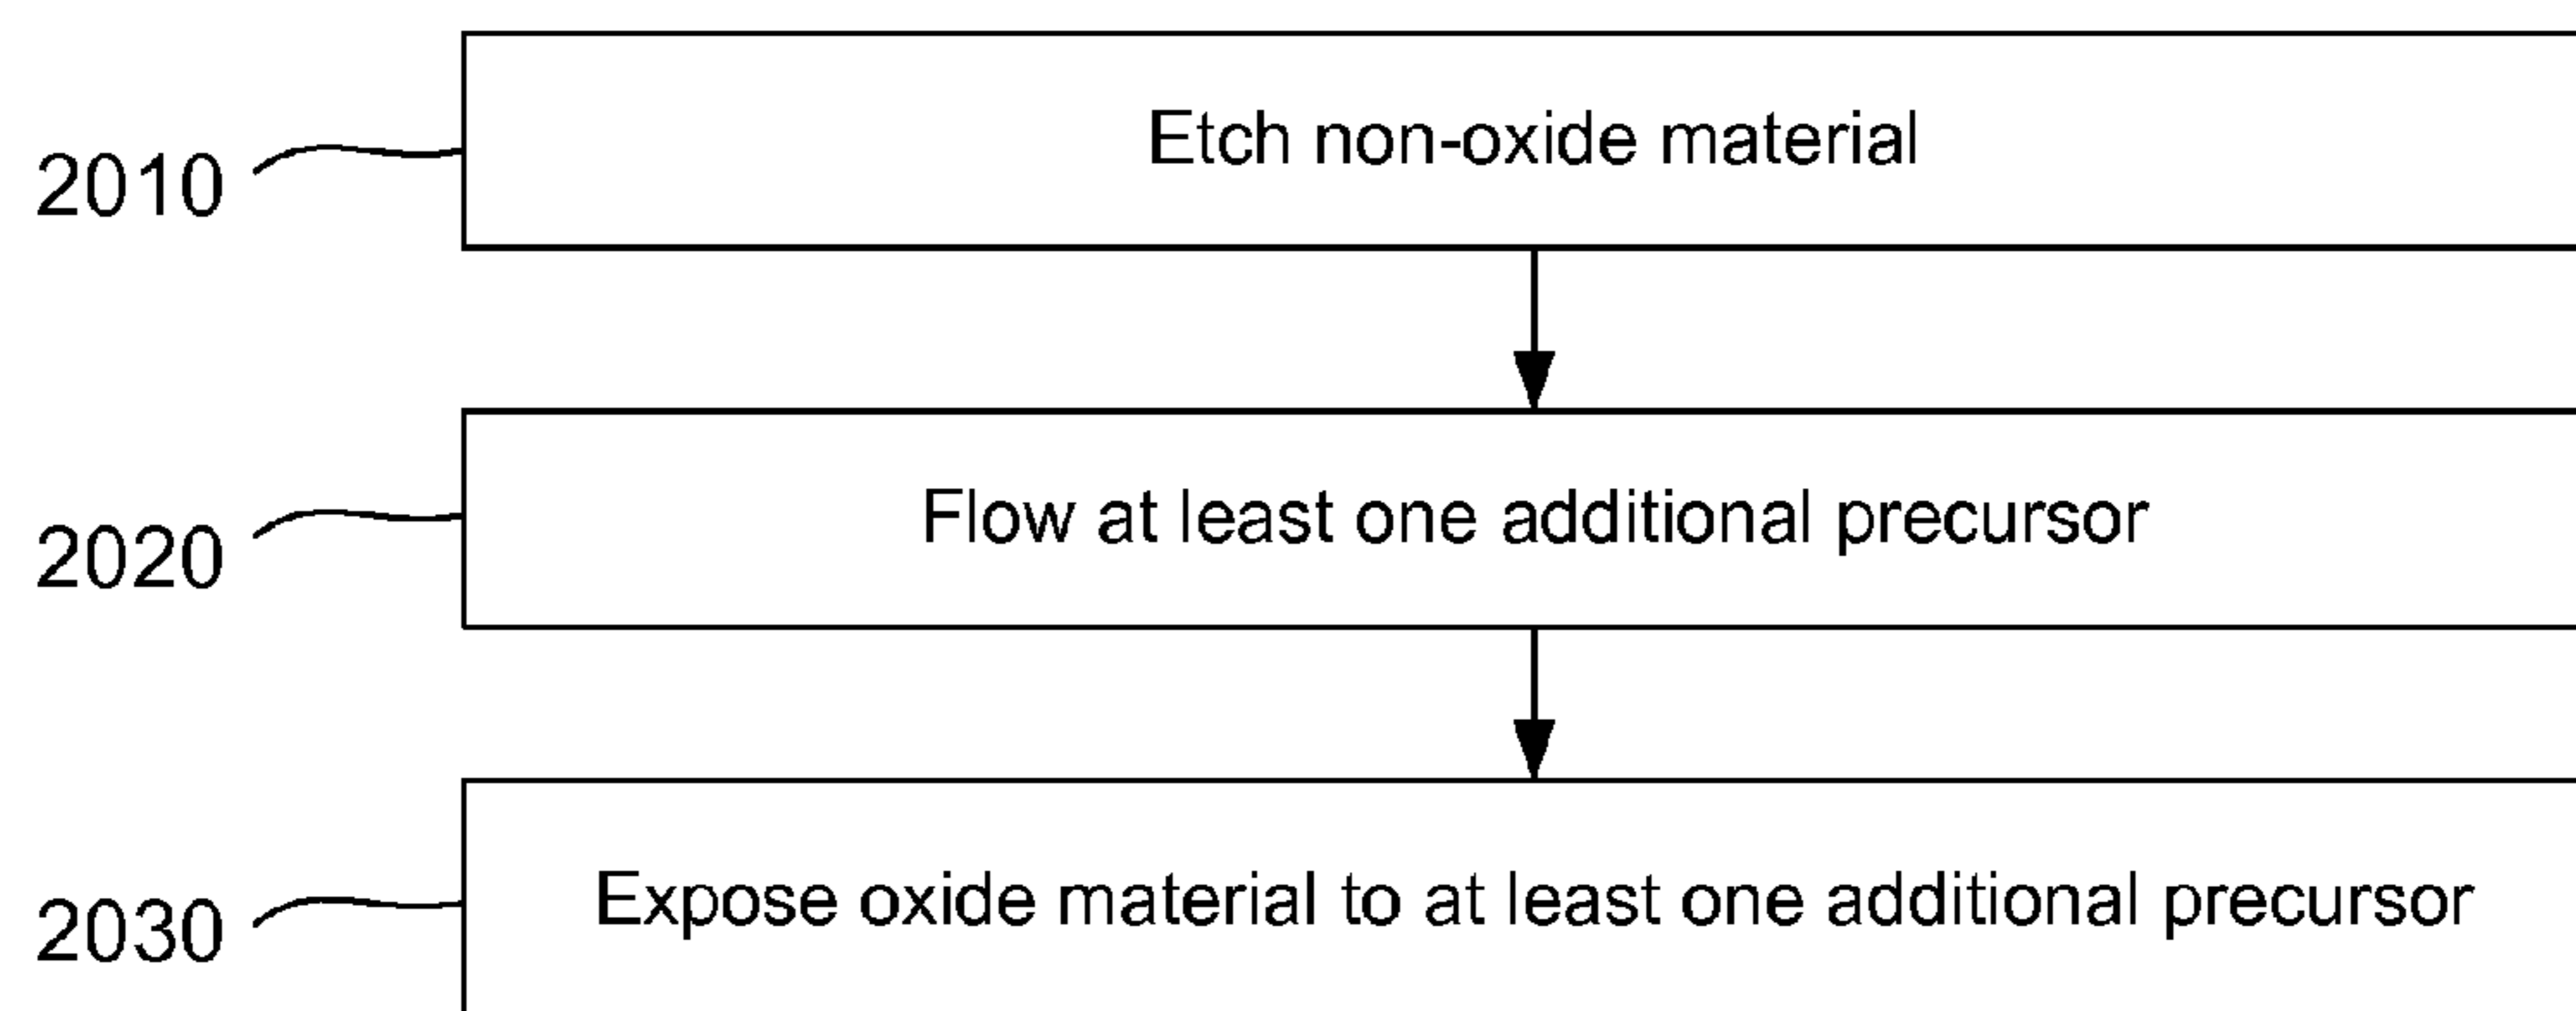 2010 Etch non-oxide material
2020 Flow at least one additional precursor
2030 Expose oxide material to at least one additional precursor